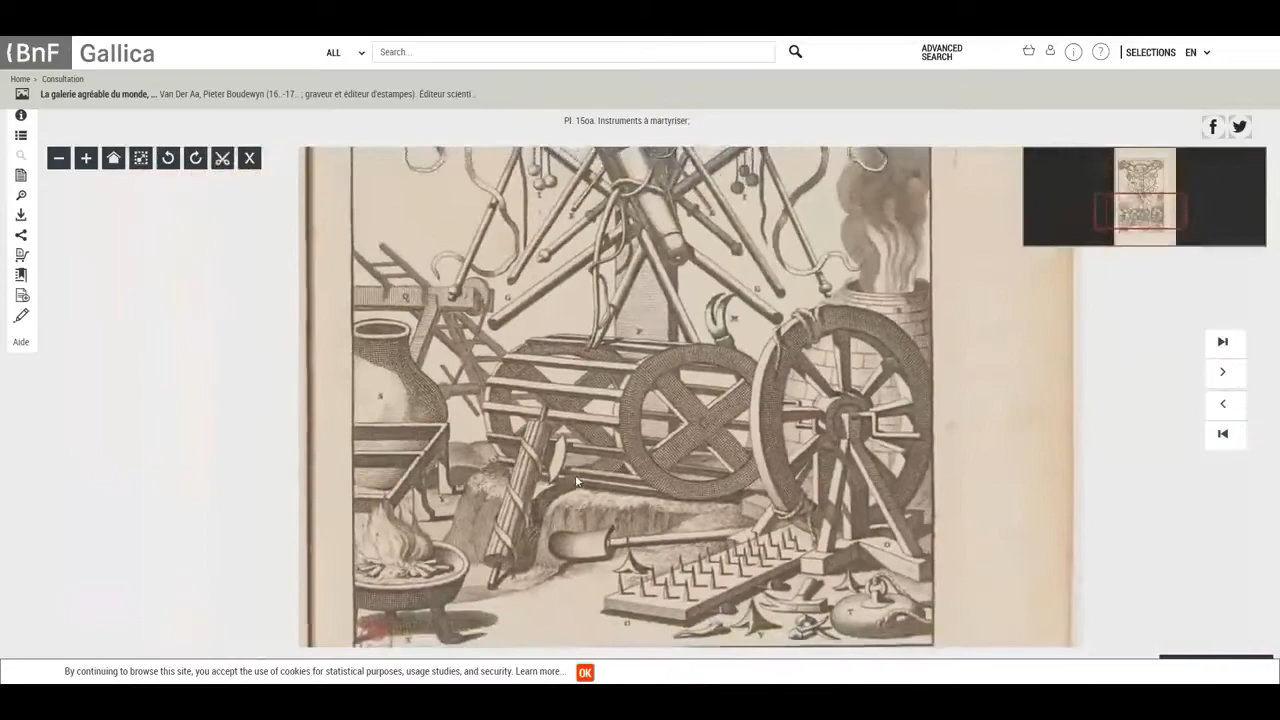 BnF Gallica ALL Search... ADVANCED SEARCH SELECTIONS EN
Home > Consultation
La galerie agréable du monde, ... Van Der Aa, Pieter Boudewyn (16..-17.. ; graveur et éditeur d'estampes). Éditeur scienti..
Pl. 15oa. Instruments à martyriser;
Aide
By continuing to browse this site, you accept the use of cookies for statistical purposes, usage studies, and security. Learn more... OK